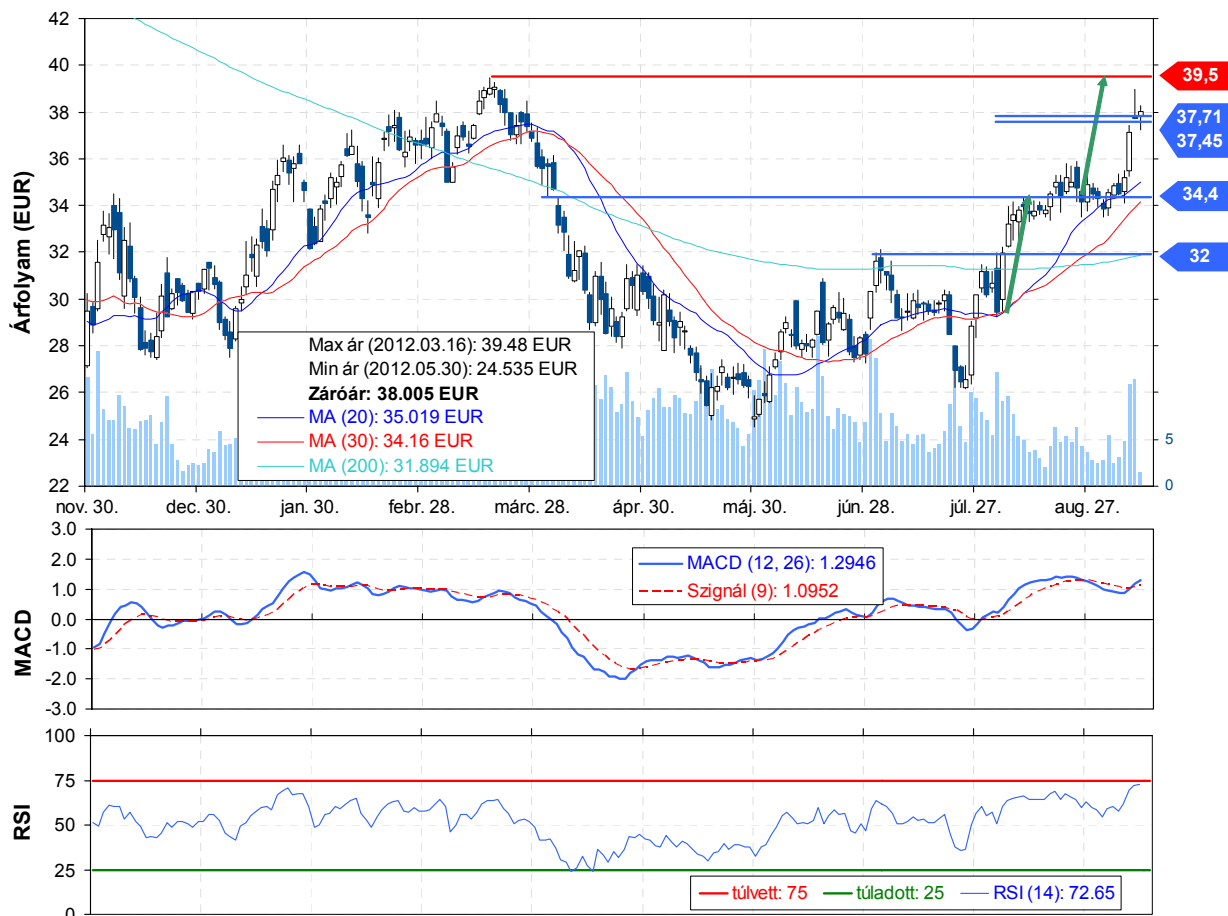 42
40
38
36
34
32
30
28
26
24
22
Árfolyam (EUR)
39,5
37,71
37,45
34,4
32
5
0
Max ár (2012.03.16): 39.48 EUR
Min ár (2012.05.30): 24.535 EUR
Záróár: 38.005 EUR
MA (20): 35.019 EUR
MA (30): 34.16 EUR
MA (200): 31.894 EUR
nov. 30. dec. 30. jan. 30. febr. 28. márc. 28. ápr. 30. máj. 30. jún. 28. júl. 27. aug. 27.
3.0
2.0
1.0
0.0
-1.0
-2.0
-3.0
MACD
MACD (12, 26): 1.2946
Szignál (9): 1.0952
100
75
50
25
0
RSI
túlvett: 75 túladott: 25 RSI (14): 72.65